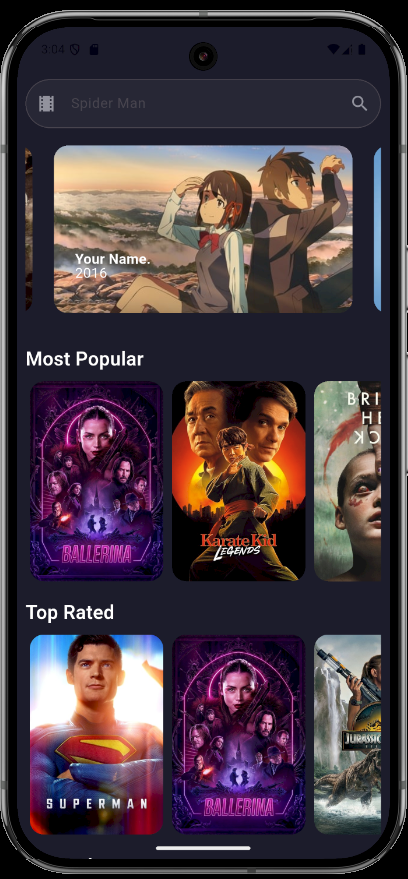 3:04
Spider Man
Your Name.
2016
Most Popular
BALLERINA
Karate Kid
LEGENDS
BRI
HE
CK
Top Rated
SUPERMAN
BALLERINA
JURASSIC